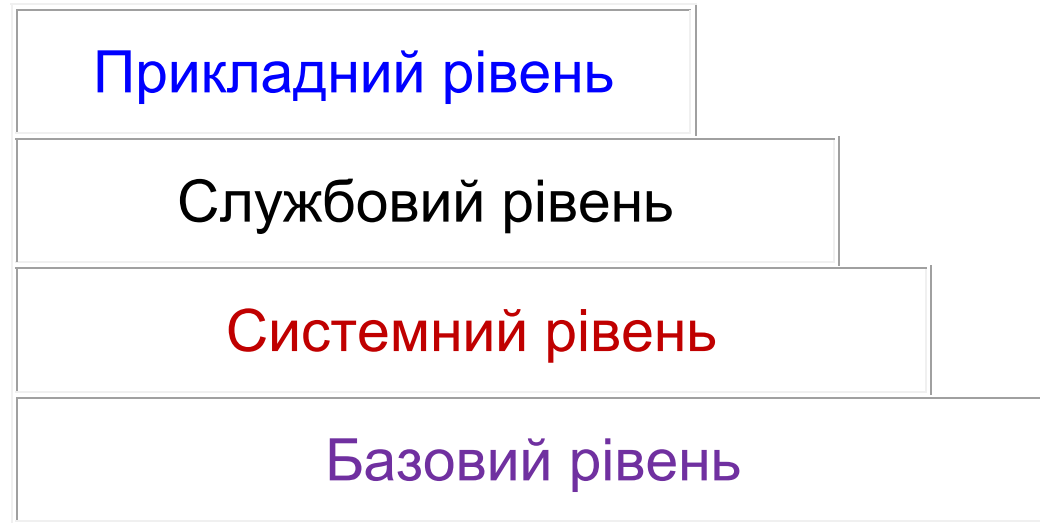 Прикладний рівень
Службовий рівень
Системний рівень
Базовий рівень